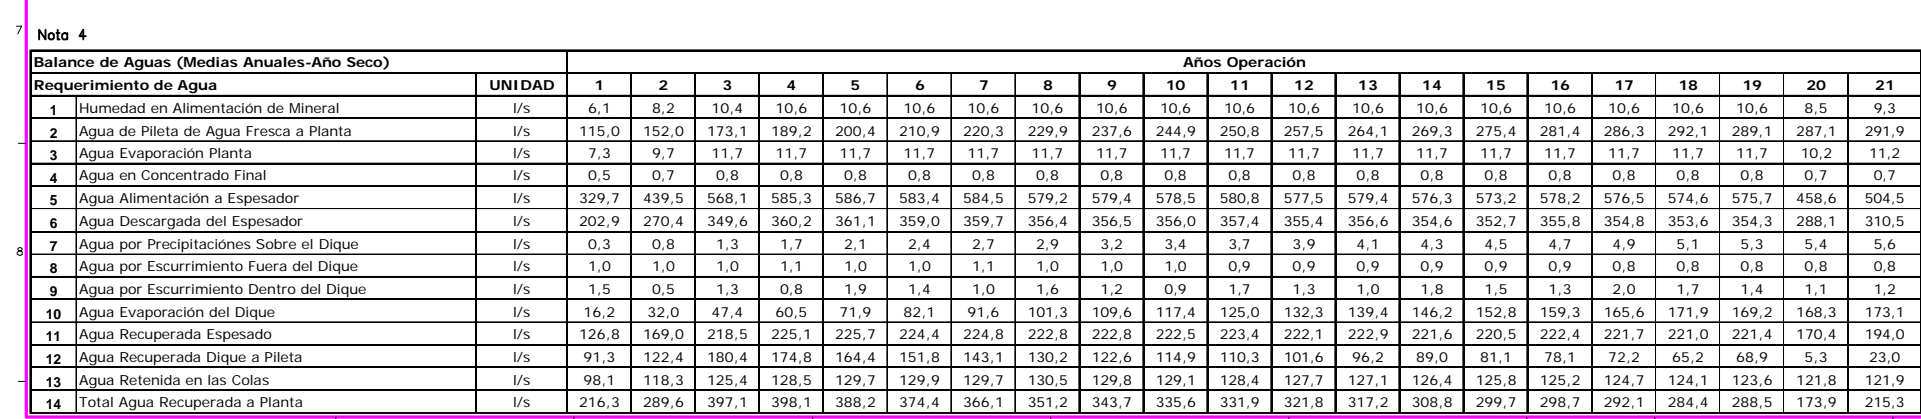 7
Nota 4
Balance de Aguas (Medias Anuales-Año Seco) Años Operación
Requerimiento de Agua UNIDAD 1 2 3 4 5 6 7 8 9 10 11 12 13 14 15 16 17 18 19 20 21
1 Humedad en Alimentación de Mineral l/s 6,1 8,2 10,4 10,6 10,6 10,6 10,6 10,6 10,6 10,6 10,6 10,6 10,6 10,6 10,6 10,6 10,6 10,6 10,6 8,5 9,3
2 Agua de Pileta de Agua Fresca a Planta l/s 115,0 152,0 173,1 189,2 200,4 210,9 220,3 229,9 237,6 244,9 250,8 257,5 264,1 269,3 275,4 281,4 286,3 292,1 289,1 287,1 291,9
3 Agua Evaporación Planta l/s 7,3 9,7 11,7 11,7 11,7 11,7 11,7 11,7 11,7 11,7 11,7 11,7 11,7 11,7 11,7 11,7 11,7 11,7 11,7 10,2 11,2
4 Agua en Concentrado Final l/s 0,5 0,7 0,8 0,8 0,8 0,8 0,8 0,8 0,8 0,8 0,8 0,8 0,8 0,8 0,8 0,8 0,8 0,8 0,8 0,7 0,7
5 Agua Alimentación a Espesador l/s 329,7 439,5 568,1 585,3 586,7 583,4 584,5 579,2 579,4 578,5 580,8 577,5 579,4 576,3 573,2 578,2 576,5 574,6 575,7 458,6 504,5
6 Agua Descargada del Espesador l/s 202,9 270,4 349,6 360,2 361,1 359,0 359,7 356,4 356,5 356,0 357,4 355,4 356,6 354,6 352,7 355,8 354,8 353,6 354,3 288,1 310,5
7 Agua por Precipitaciónes Sobre el Dique l/s 0,3 0,8 1,3 1,7 2,1 2,4 2,7 2,9 3,2 3,4 3,7 3,9 4,1 4,3 4,5 4,7 4,9 5,1 5,3 5,4 5,6
8
8 Agua por Escurrimiento Fuera del Dique l/s 1,0 1,0 1,0 1,1 1,0 1,0 1,1 1,0 1,0 1,0 0,9 0,9 0,9 0,9 0,9 0,9 0,8 0,8 0,8 0,8 0,8
9 Agua por Escurrimiento Dentro del Dique l/s 1,5 0,5 1,3 0,8 1,9 1,4 1,0 1,6 1,2 0,9 1,7 1,3 1,0 1,8 1,5 1,3 2,0 1,7 1,4 1,1 1,2
10 Agua Evaporación del Dique l/s 16,2 32,0 47,4 60,5 71,9 82,1 91,6 101,3 109,6 117,4 125,0 132,3 139,4 146,2 152,8 159,3 165,6 171,9 169,2 168,3 173,1
11 Agua Recuperada Espesado l/s 126,8 169,0 218,5 225,1 225,7 224,4 224,8 222,8 222,8 222,5 223,4 222,1 222,9 221,6 220,5 222,4 221,7 221,0 221,4 170,4 194,0
12 Agua Recuperada Dique a Pileta l/s 91,3 122,4 180,4 174,8 164,4 151,8 143,1 130,2 122,6 114,9 110,3 101,6 96,2 89,0 81,1 78,1 72,2 65,2 68,9 5,3 23,0
13 Agua Retenida en las Colas l/s 98,1 118,3 125,4 128,5 129,7 129,9 129,7 130,5 129,8 129,1 128,4 127,7 127,1 126,4 125,8 125,2 124,7 124,1 123,6 121,8 121,9
14 Total Agua Recuperada a Planta l/s 216,3 289,6 397,1 398,1 388,2 374,4 366,1 351,2 343,7 335,6 331,9 321,8 317,2 308,8 299,7 298,7 292,1 284,4 288,5 173,9 215,3